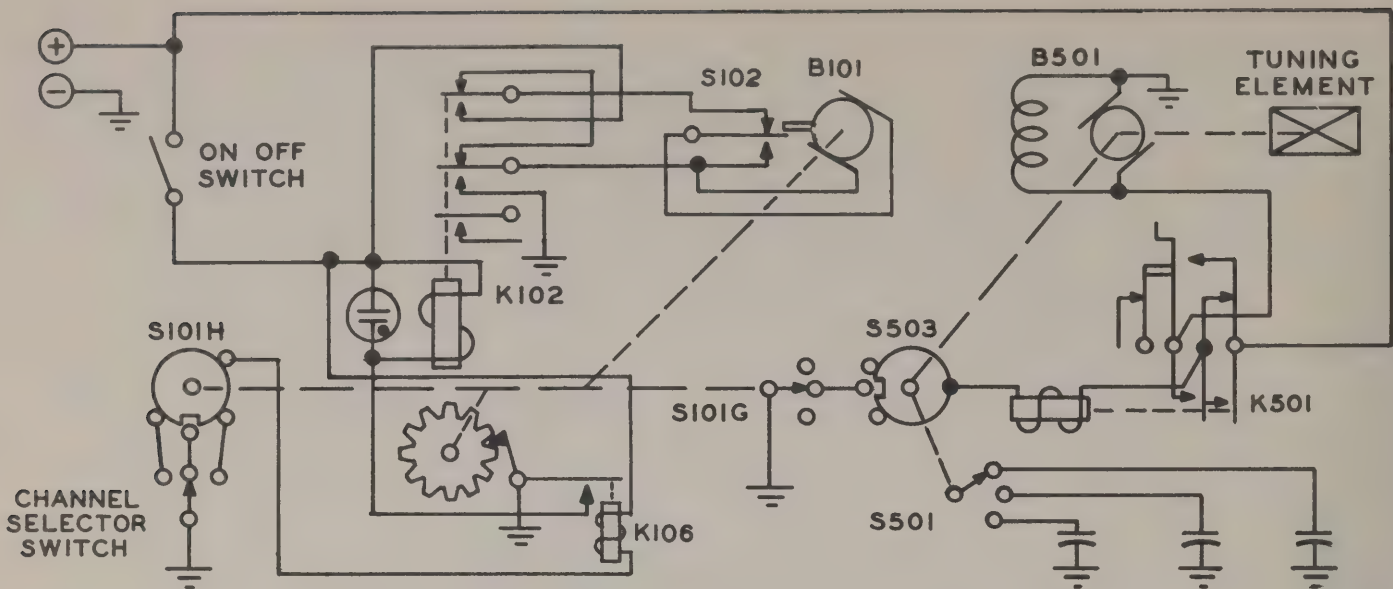 +
−
ON OFF
SWITCH
S102
B101
B501
TUNING
ELEMENT
K102
S101H
S503
S101G
K501
CHANNEL
SELECTOR
SWITCH
K106
S501